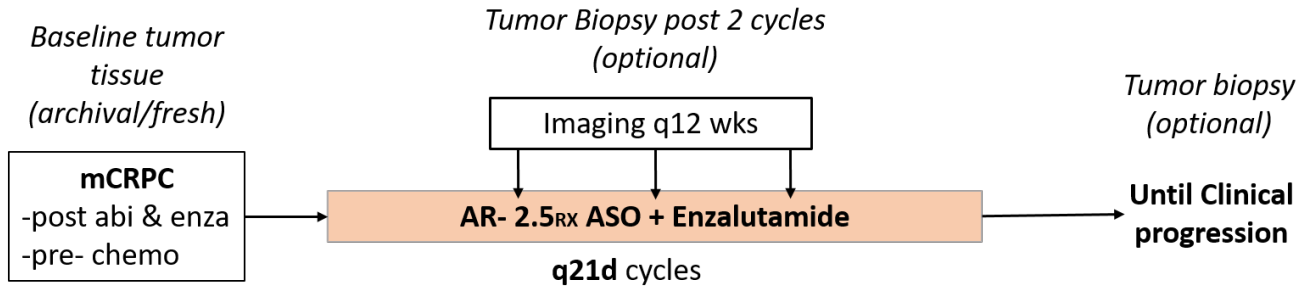 Baseline tumor
tissue
(archival/fresh)
mCRPC
-post abi & enza
-pre- chemo
Tumor Biopsy post 2 cycles
(optional)
Imaging q12 wks
AR- 2.5RX ASO + Enzalutamide
q21d cycles
Tumor biopsy
(optional)
Until Clinical
progression